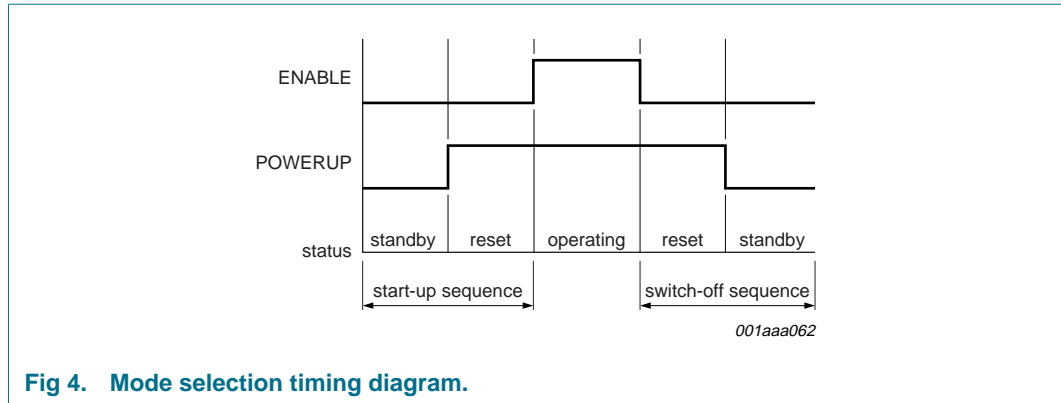 ENABLE
POWERUP
status
standby reset operating reset standby
start-up sequence switch-off sequence
001aaa062
Fig 4. Mode selection timing diagram.